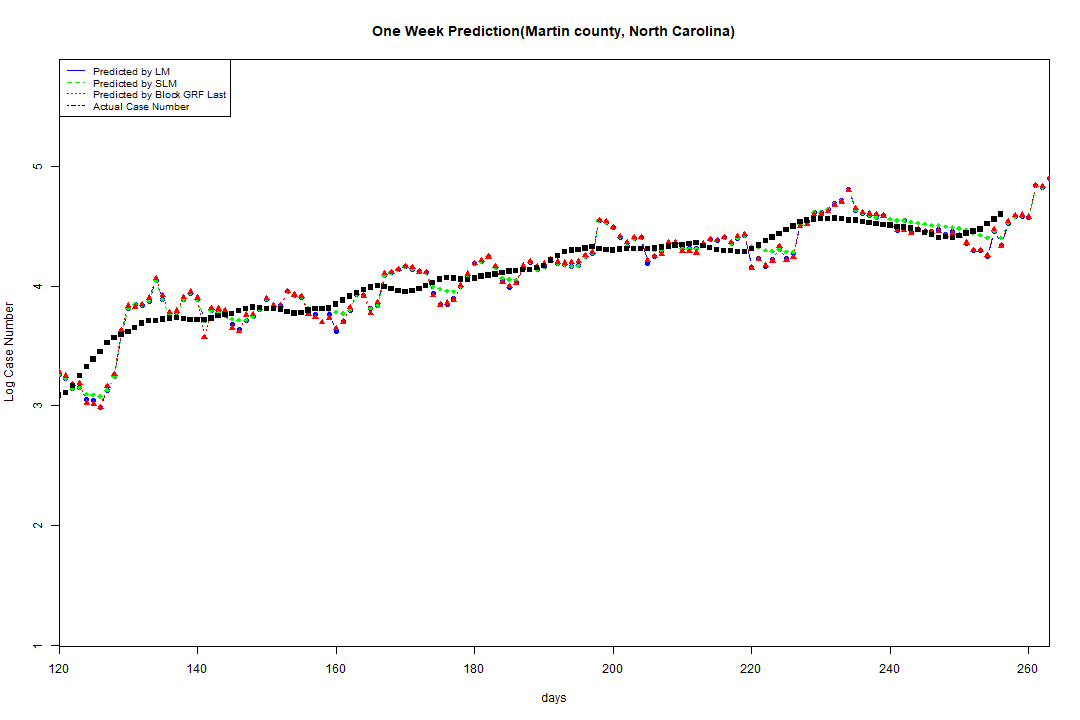 One Week Prediction(Martin county, North Carolina)
Predicted by LM
Predicted by SLM
Predicted by Block GRF Last
Actual Case Number
5
4
3
2
1
Log Case Number
120 140 160 180 200 220 240 260
days